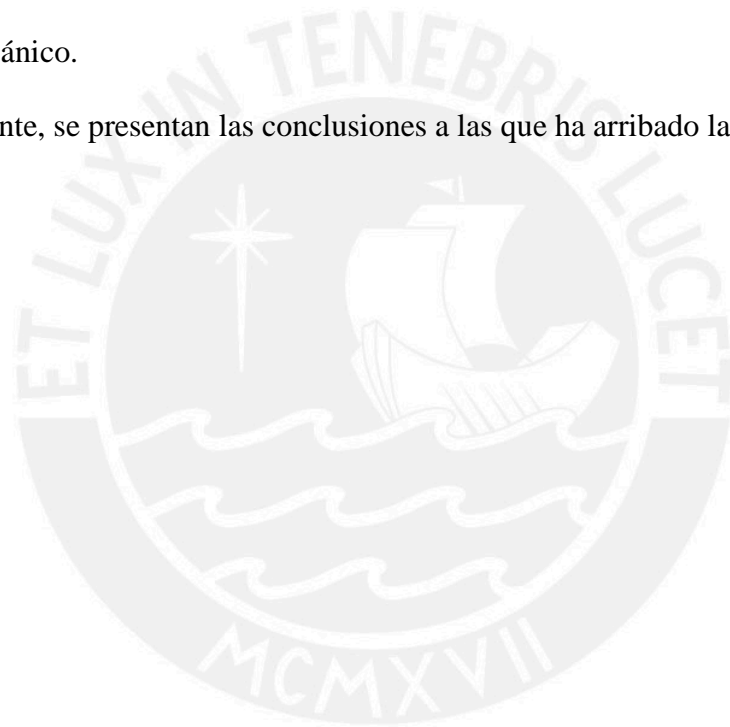 ánico.
nte, se presentan las conclusiones a las que ha arribado la
ET LUX IN TENEBRIS LUCET
MCMXVII